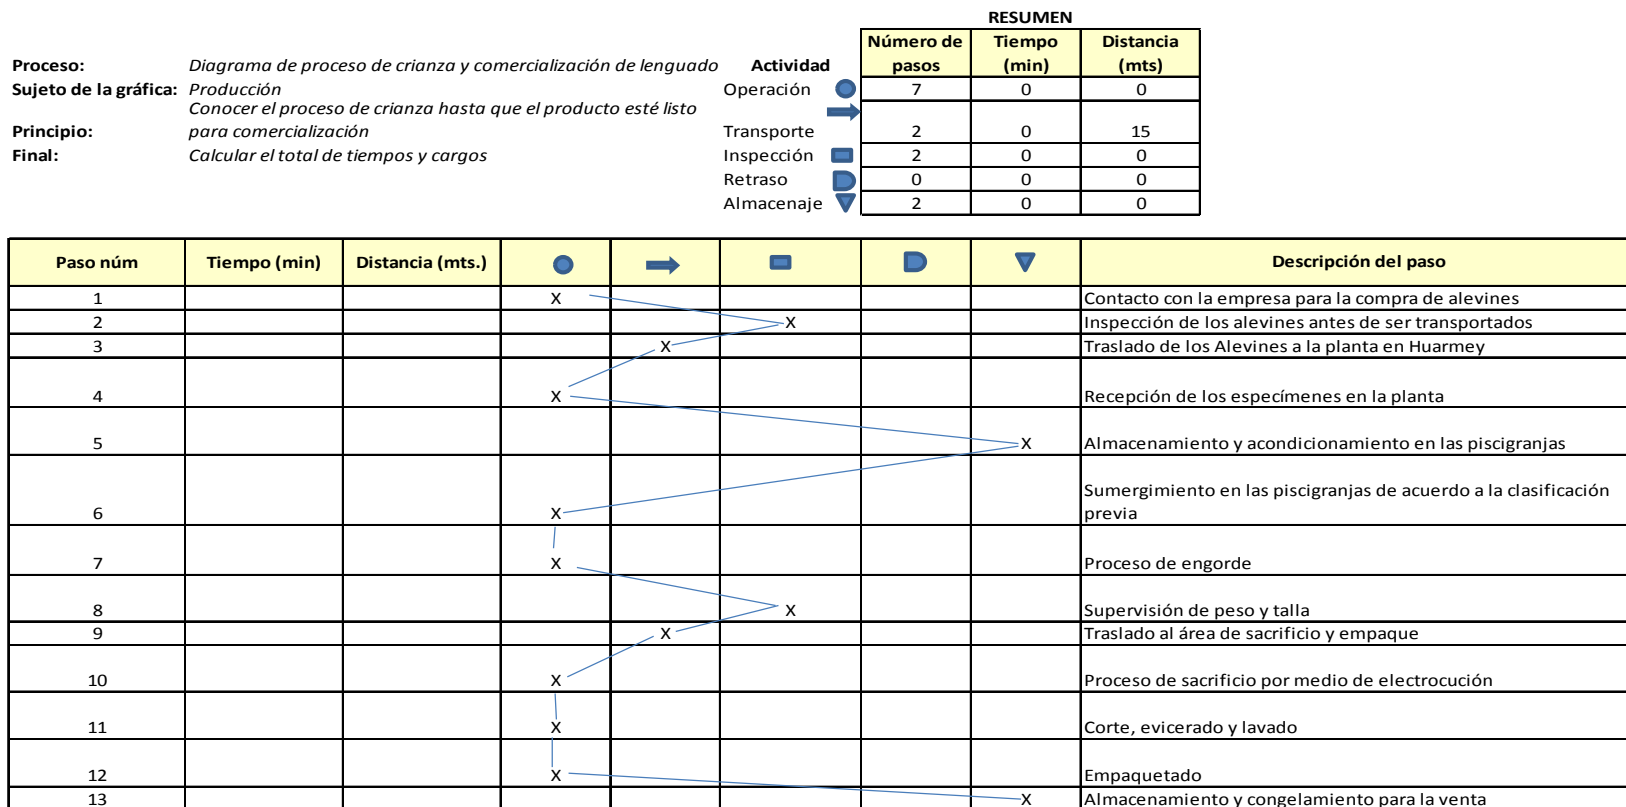 RESUMEN
Número de pasos Tiempo (min) Distancia (mts)
Proceso: Diagrama de proceso de crianza y comercialización de lenguado Actividad
Sujeto de la gráfica: Producción Operación 7 0 0
Conocer el proceso de crianza hasta que el producto esté listo
Principio: para comercialización Transporte 2 0 15
Final: Calcular el total de tiempos y cargos Inspección 2 0 0
Retraso 0 0 0
Almacenaje 2 0 0
Paso núm Tiempo (min) Distancia (mts.) Descripción del paso
1 X Contacto con la empresa para la compra de alevines
2 X Inspección de los alevines antes de ser transportados
3 X Traslado de los Alevines a la planta en Huarmey
4 X Recepción de los especímenes en la planta
5 X Almacenamiento y acondicionamiento en las piscigranjas
Sumergimiento en las piscigranjas de acuerdo a la clasificación
6 X previa
7 X Proceso de engorde
8 X Supervisión de peso y talla
9 X Traslado al área de sacrificio y empaque
10 X Proceso de sacrificio por medio de electrocución
11 X Corte, evicerado y lavado
12 X Empaquetado
13 X Almacenamiento y congelamiento para la venta